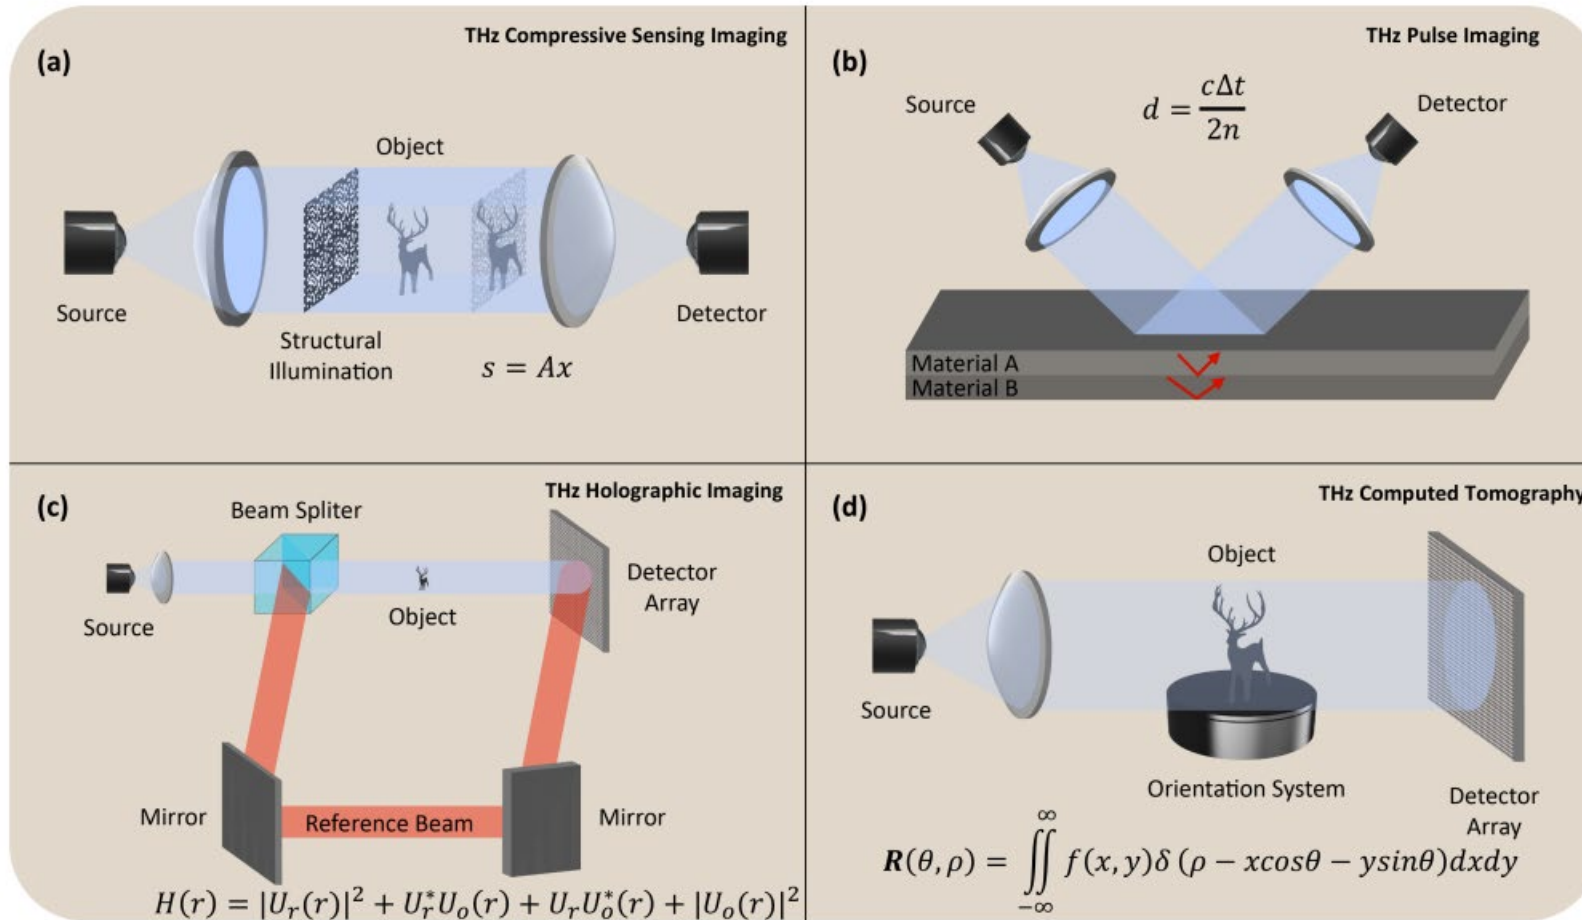 THz Compressive Sensing Imaging
(a)
Object
Source
Detector
Structural
Illumination
s = Ax
THz Pulse Imaging
(b)
Source
d = cΔt/2n
Detector
Material A
Material B
THz Holographic Imaging
(c)
Beam Spliter
Source
Object
Detector
Array
Mirror
Reference Beam
Mirror
H(r) = |U_r(r)|^2 + U_r^*U_o(r) + U_rU_o^*(r) + |U_o(r)|^2
THz Computed Tomography
(d)
Object
Source
Orientation System
Detector
Array
R(θ, ρ) = ∬_{-∞}^{∞} f(x, y)δ (ρ − xcosθ − ysinθ)dxdy